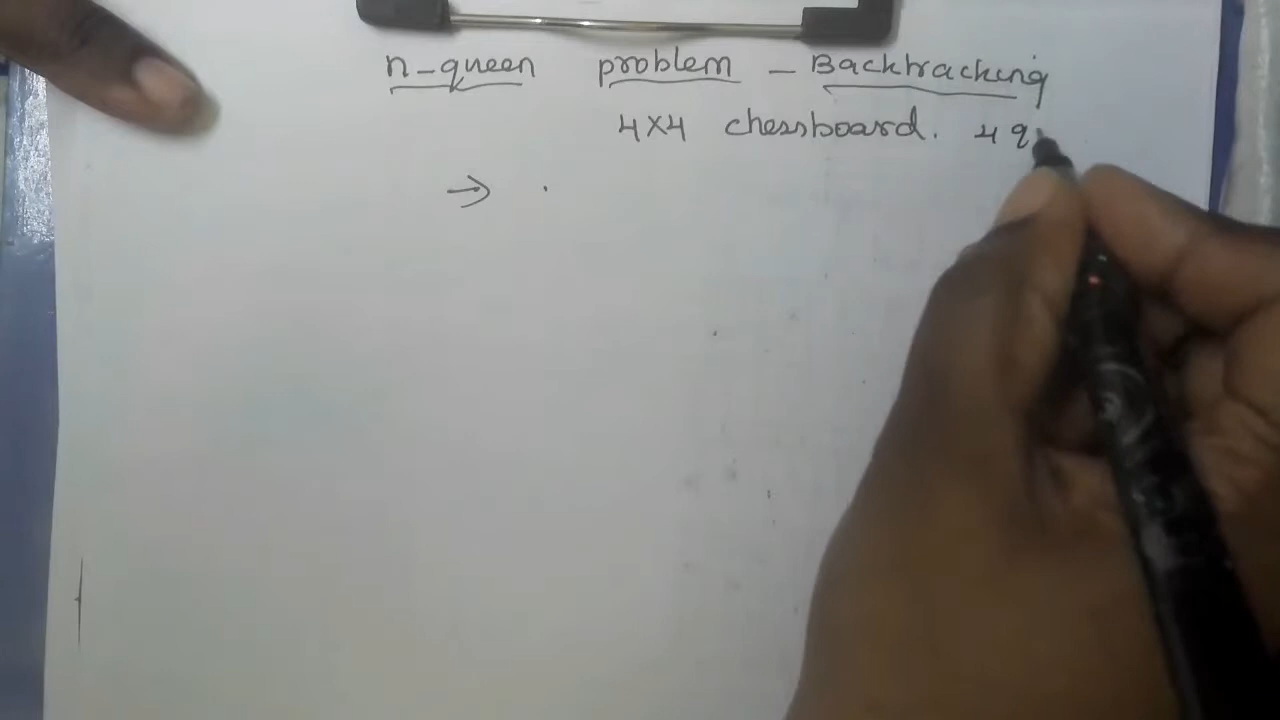 n-queen problem - Backtracking
4x4 chessboard. 4 q
→ .